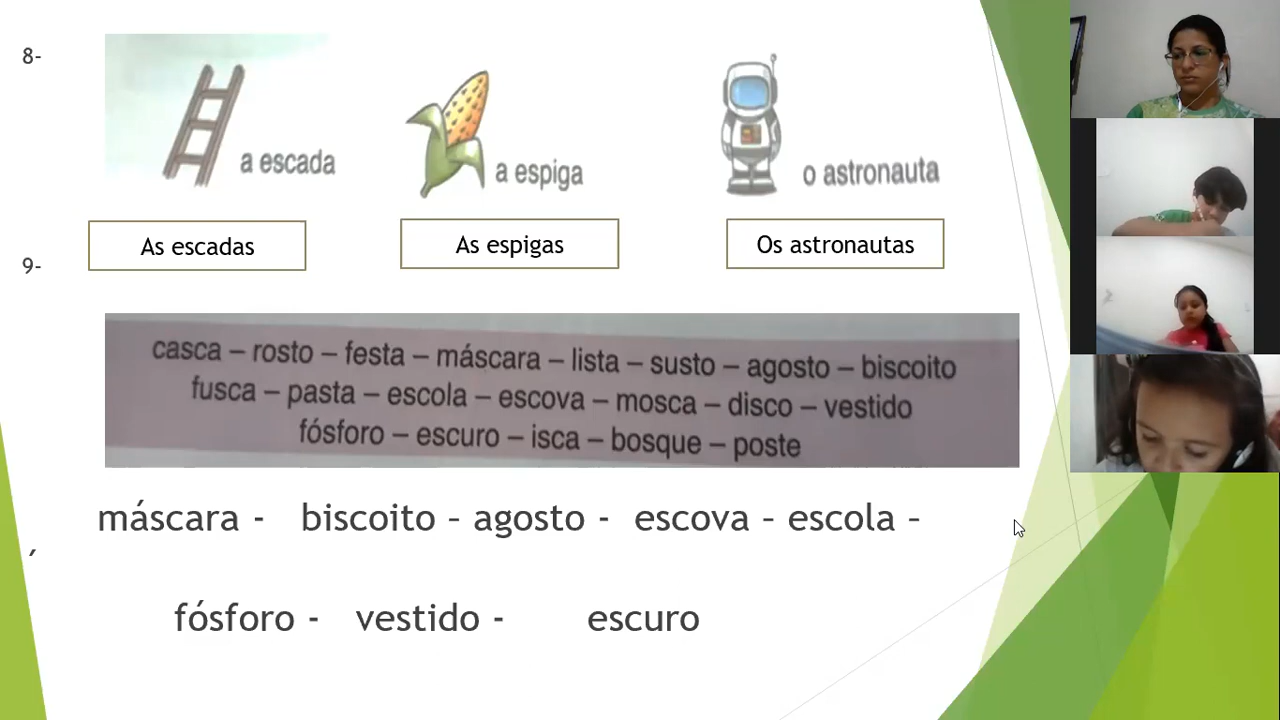 8-
a escada
a espiga
o astronauta
As escadas
As espigas
Os astronautas
9-
casca – rosto – festa – máscara – lista – susto – agosto – biscoito
fusca – pasta – escola – escova – mosca – disco – vestido
fósforo – escuro – isca – bosque – poste
máscara - biscoito – agosto - escova – escola –
´
fósforo - vestido - escuro